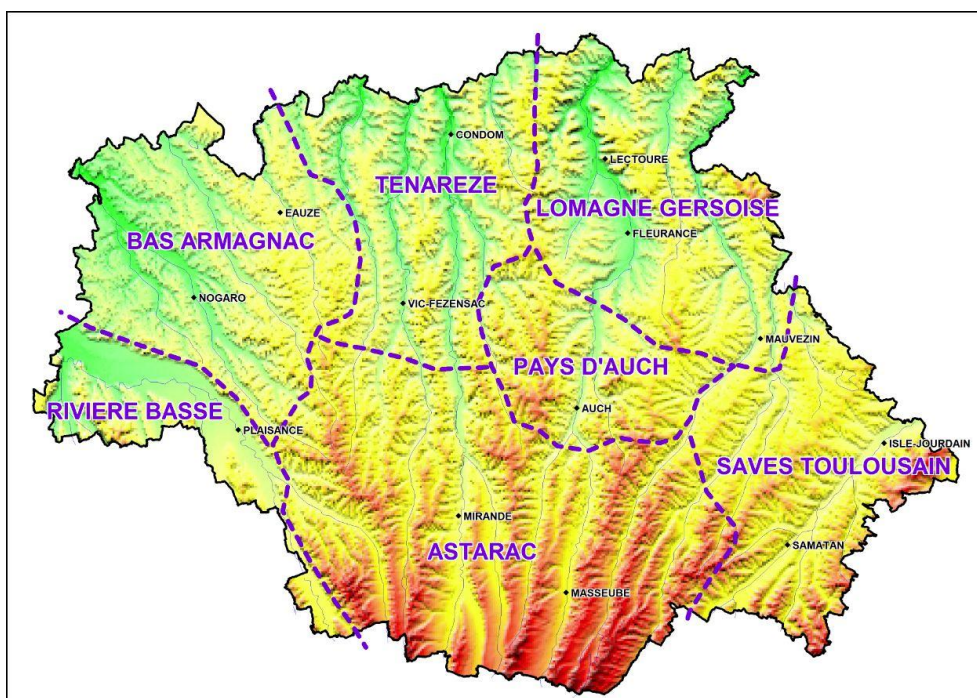 CONDOM
LECTOURE
TENAREZE
LOMAGNE GERSOISE
EAUZE
FLEURANCE
BAS ARMAGNAC
NOGARO
VIC-FEZENSAC
MAUVEZIN
PAYS D'AUCH
RIVIERE BASSE
AUCH
PLAISANCE
ISLE-JOURDAIN
SAVES TOULOUSAIN
MIRANDE
SAMATAN
ASTARAC
MASSEUBE